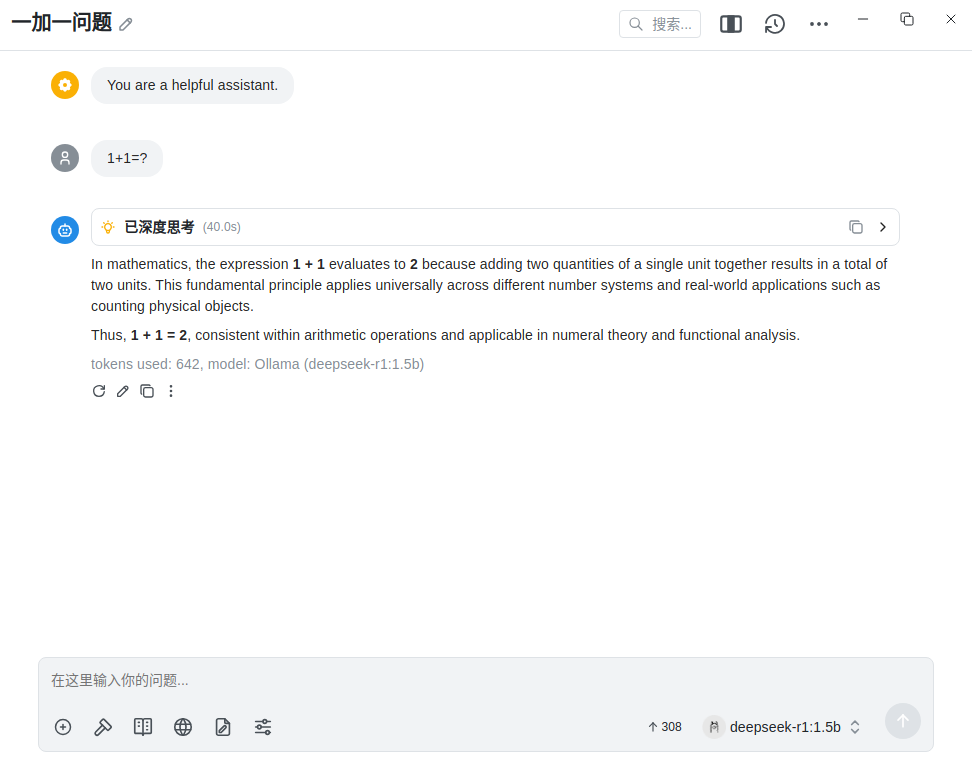 一加一问题
搜索...
You are a helpful assistant.
1+1=?
已深度思考 (40.0s)
In mathematics, the expression 1 + 1 evaluates to 2 because adding two quantities of a single unit together results in a total of
two units. This fundamental principle applies universally across different number systems and real-world applications such as
counting physical objects.
Thus, 1 + 1 = 2, consistent within arithmetic operations and applicable in numeral theory and functional analysis.
tokens used: 642, model: Ollama (deepseek-r1:1.5b)
在这里输入你的问题...
308
deepseek-r1:1.5b